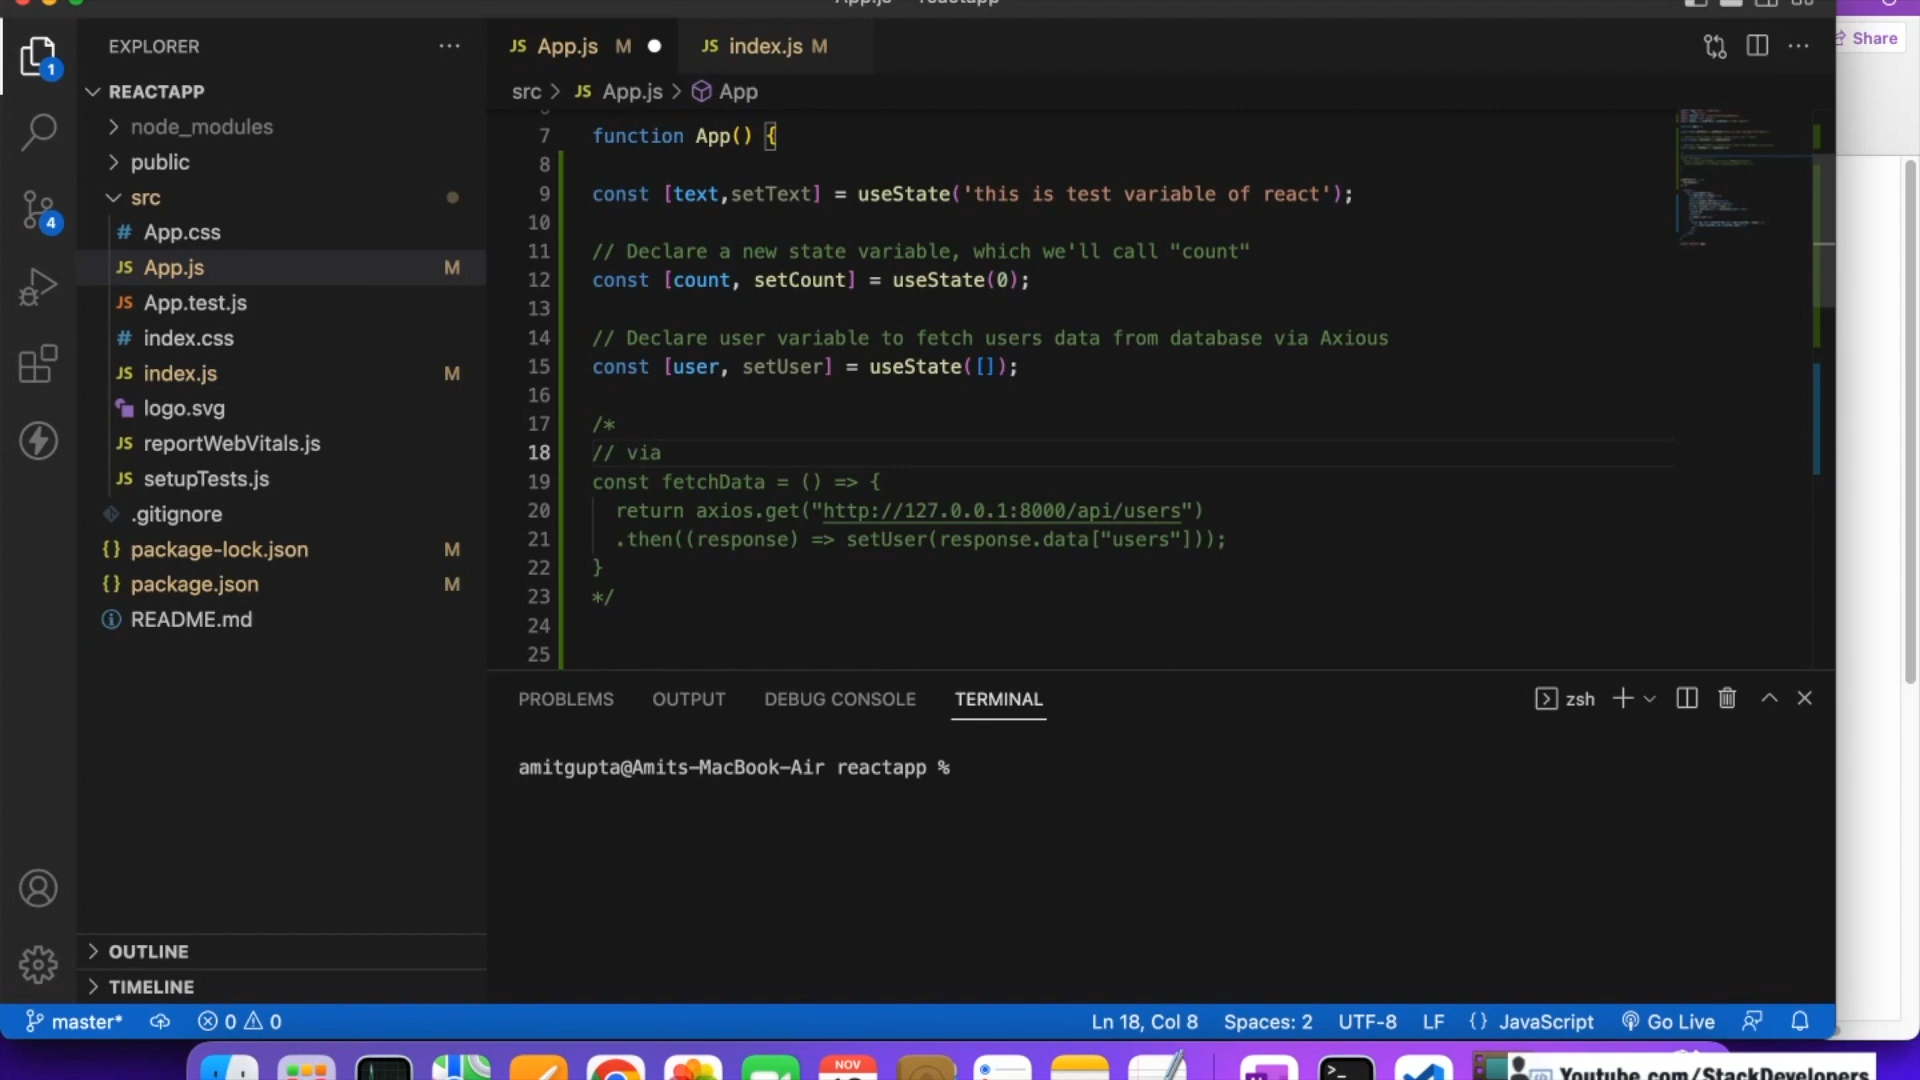 Share
EXPLORER
JS App.js M
JS index.js M
1
REACTAPP
src > JS App.js > App
node_modules
public
src
# App.css
JS App.js M
JS App.test.js
# index.css
JS index.js M
logo.svg
JS reportWebVitals.js
JS setupTests.js
.gitignore
{} package-lock.json M
{} package.json M
README.md
4
7 function App() {
8
9 const [text,setText] = useState('this is test variable of react');
10
11 // Declare a new state variable, which we'll call "count"
12 const [count, setCount] = useState(0);
13
14 // Declare user variable to fetch users data from database via Axious
15 const [user, setUser] = useState([]);
16
17 /*
18 // via
19 const fetchData = () => {
20 return axios.get("http://127.0.0.1:8000/api/users")
21 .then((response) => setUser(response.data["users"]));
22 }
23 */
24
25
PROBLEMS OUTPUT DEBUG CONSOLE TERMINAL
zsh
amitgupta@Amits-MacBook-Air reactapp %
OUTLINE
TIMELINE
master* 0 0 Ln 18, Col 8 Spaces: 2 UTF-8 LF {} JavaScript Go Live
NOV
Youtube.com/StackDevelopers